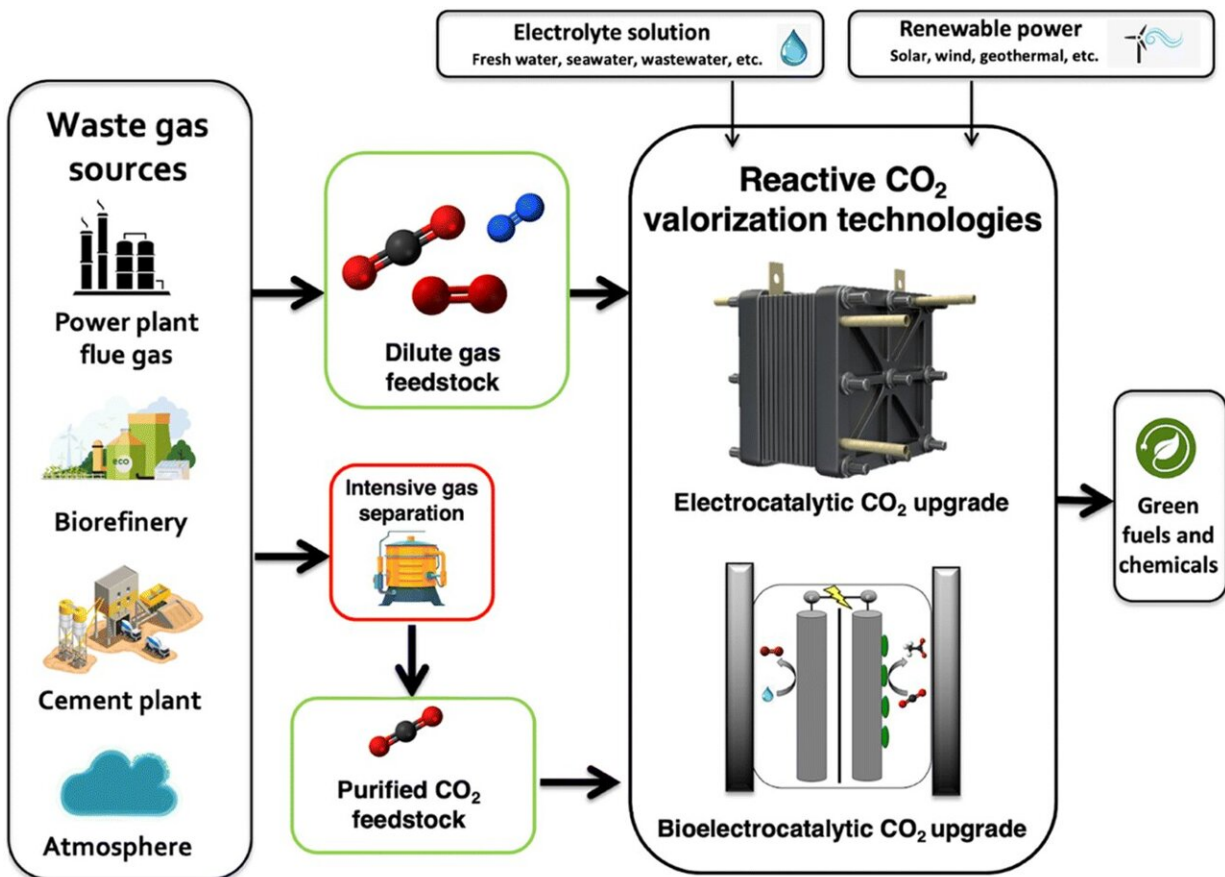 Electrolyte solution
Fresh water, seawater, wastewater, etc.
Renewable power
Solar, wind, geothermal, etc.
Waste gas
sources
Power plant
flue gas
eco
Biorefinery
Cement plant
Atmosphere
Dilute gas
feedstock
Intensive gas
separation
Purified CO₂
feedstock
Reactive CO₂
valorization technologies
Electrocatalytic CO₂ upgrade
Bioelectrocatalytic CO₂ upgrade
Green
fuels and
chemicals